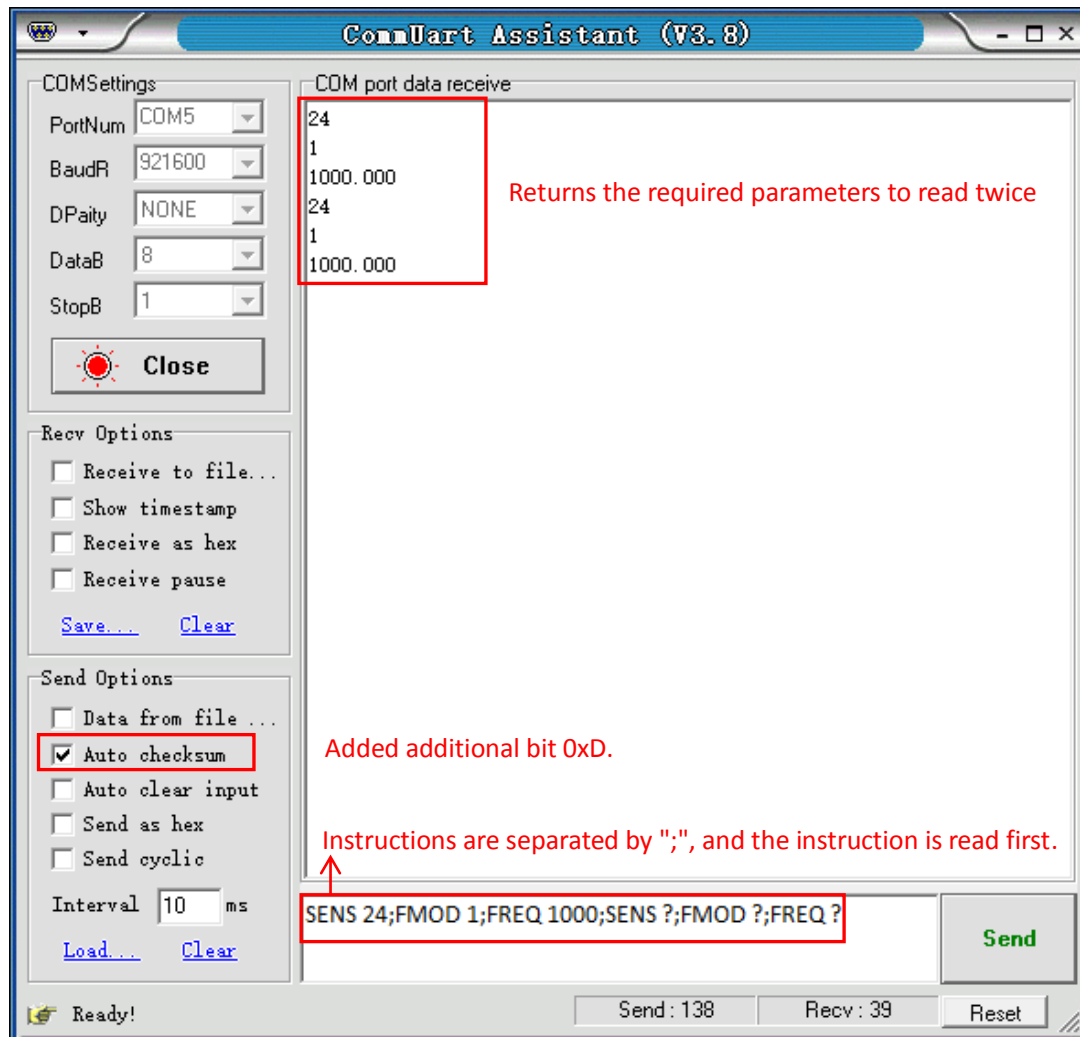 CommUart Assistant (V3.8)
COMSettings
PortNum COM5
BaudR 921600
DPaity NONE
DataB 8
StopB 1
Close
Recv Options
Receive to file...
Show timestamp
Receive as hex
Receive pause
Save... Clear
Send Options
Data from file ...
Auto checksum
Auto clear input
Send as hex
Send cyclic
Interval 10 ms
Load... Clear
COM port data receive
24
1
1000.000
24
1
1000.000
Returns the required parameters to read twice
Added additional bit 0xD.
Instructions are separated by ";", and the instruction is read first.
SENS 24;FMOD 1;FREQ 1000;SENS ?;FMOD ?;FREQ ?
Send
Ready!
Send : 138
Recv : 39
Reset